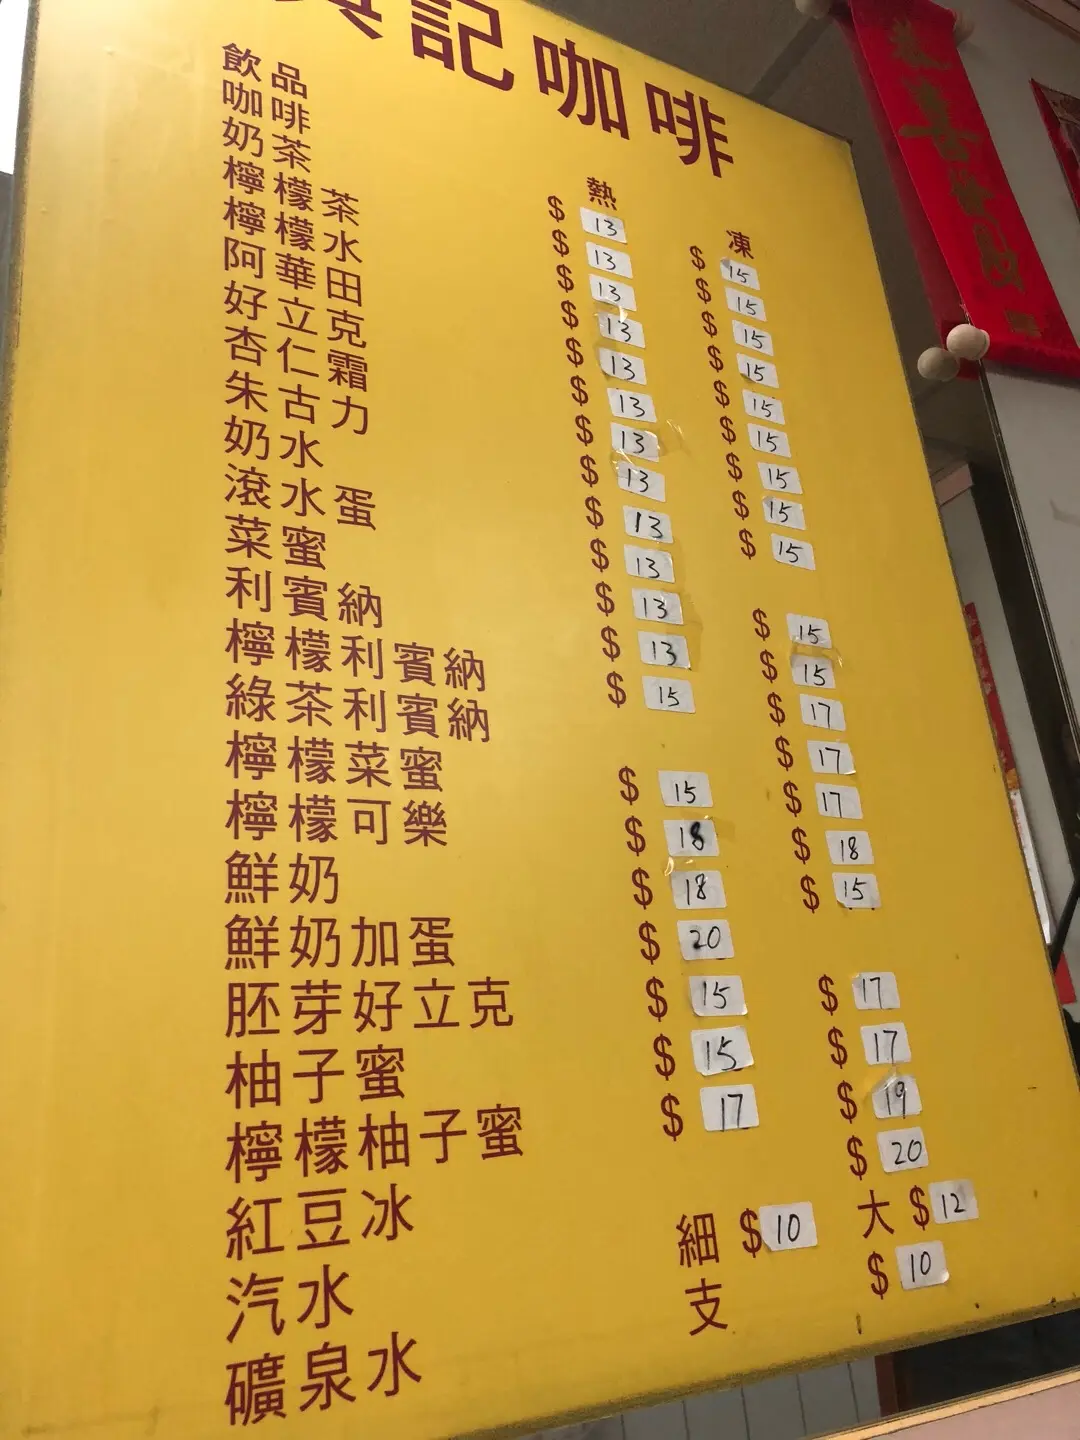 記咖啡
飲品 熱 凍
咖啡 $13 $15
奶茶 $13 $15
檸檬茶 $13 $15
檸檬水 $13 $15
阿華田 $13 $15
好立克 $13 $15
杏仁霜 $13 $15
朱古力 $13 $15
奶水 $13 $15
滾水蛋 $13
菜蜜 $13 $15
利賓納 $13 $15
檸檬利賓納 $15 $17
綠茶利賓納 $17
檸檬菜蜜 $15 $17
檸檬可樂 $18 $18
鮮奶 $18 $15
鮮奶加蛋 $20
胚芽好立克 $15 $17
柚子蜜 $15 $17
檸檬柚子蜜 $17 $19
紅豆冰 $20
汽水 細 $10 大 $12
礦泉水 支 $10